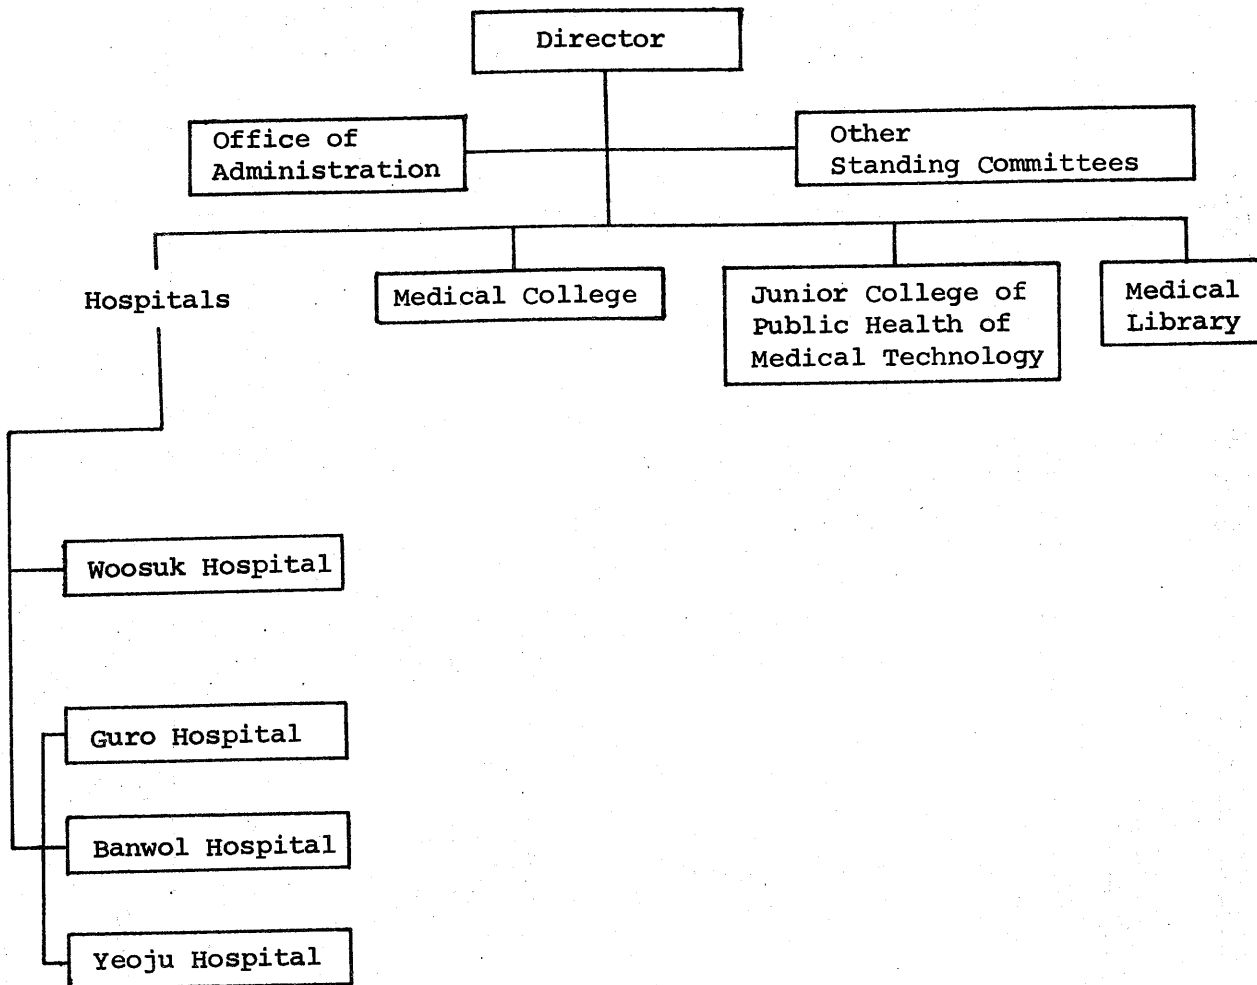 Director
Office of
Administration
Other
Standing Committees
Hospitals
Medical College
Junior College of
Public Health of
Medical Technology
Medical
Library
Woosuk Hospital
Guro Hospital
Banwol Hospital
Yeoju Hospital